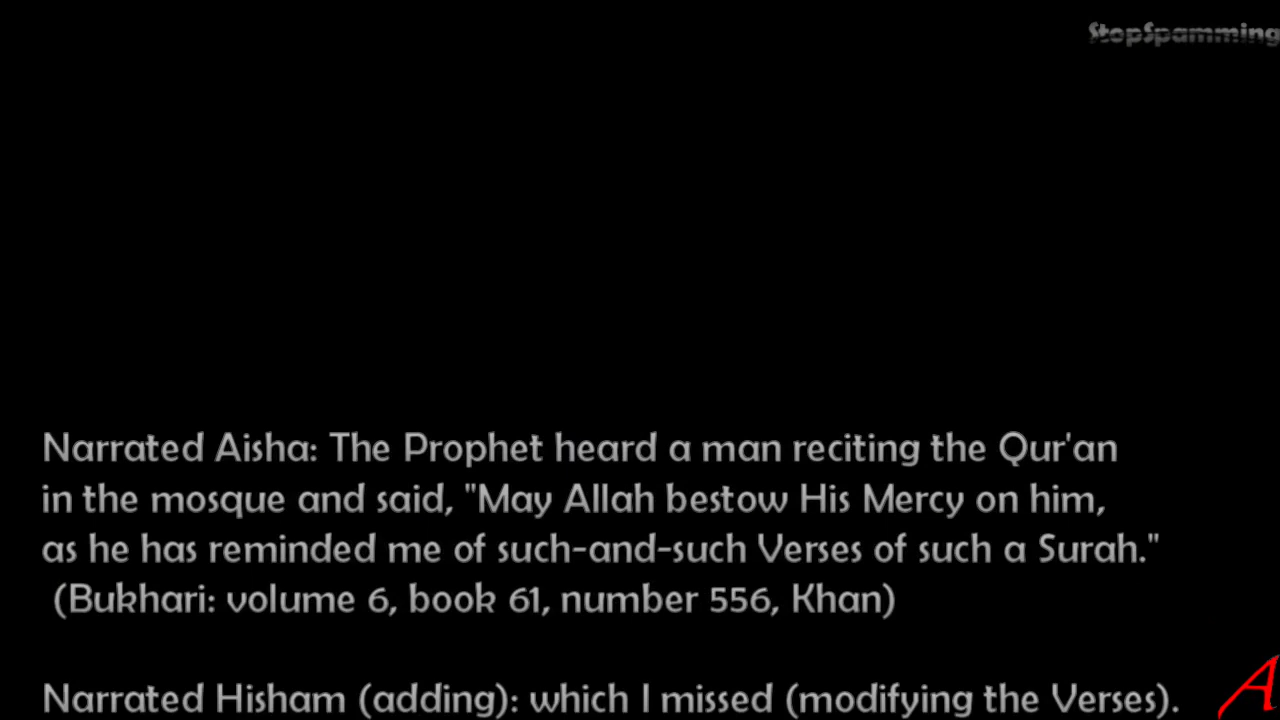 StopSpamming
Narrated Aisha: The Prophet heard a man reciting the Qur'an
in the mosque and said, "May Allah bestow His Mercy on him,
as he has reminded me of such-and-such Verses of such a Surah."
(Bukhari: volume 6, book 61, number 556, Khan)
Narrated Hisham (adding): which I missed (modifying the Verses).
A